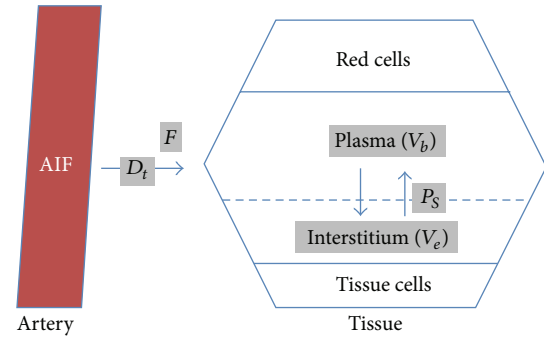 AIF
F
D_t
Red cells
Plasma (V_b)
P_S
Interstitium (V_e)
Tissue cells
Artery
Tissue